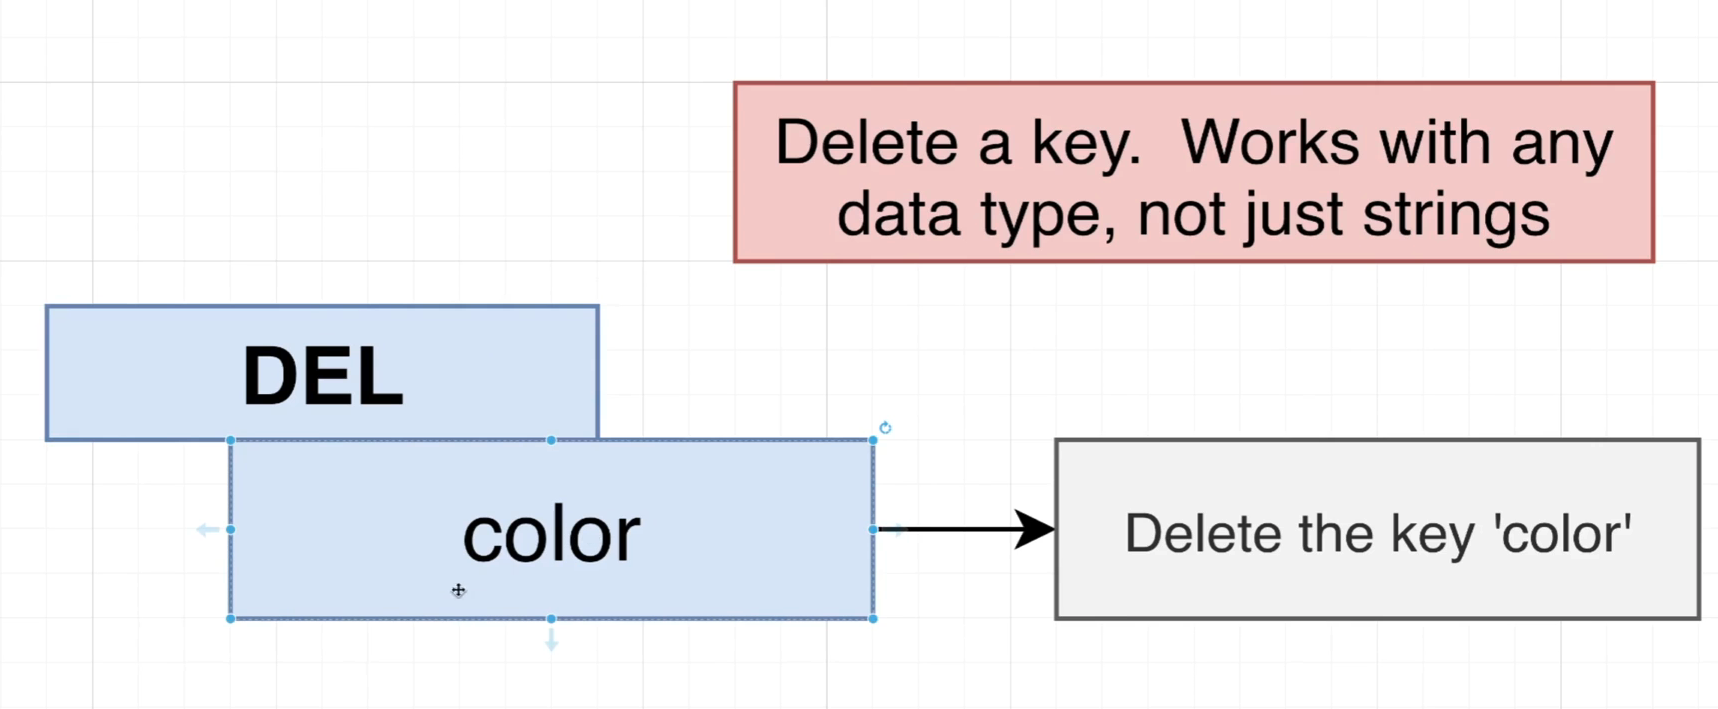 Delete a key.  Works with any
data type, not just strings
DEL
color
Delete the key 'color'